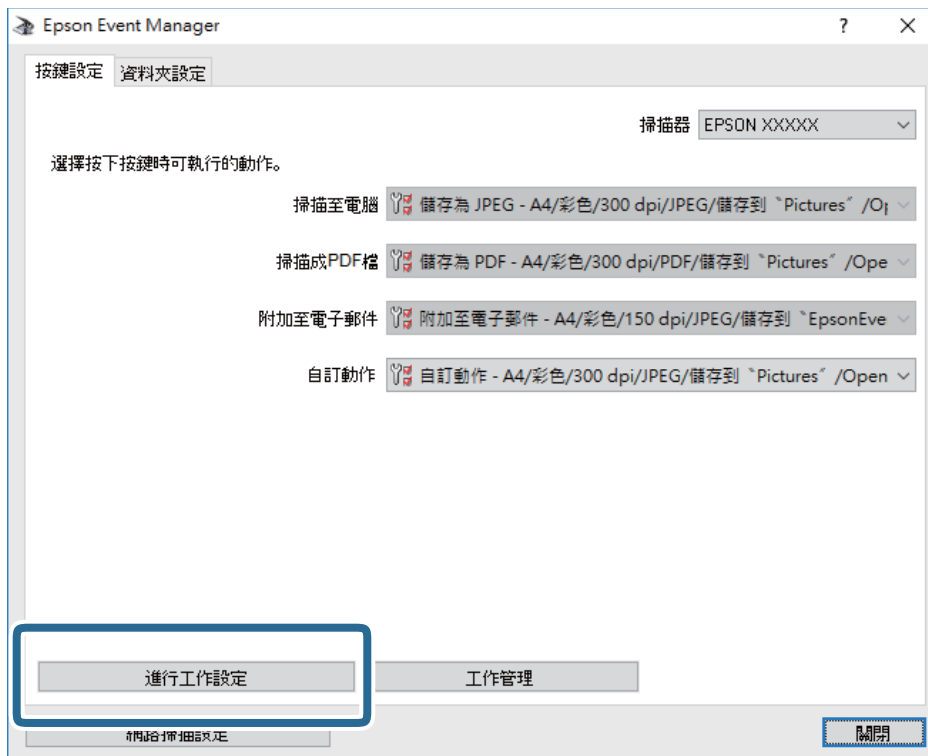 Epson Event Manager
按鍵設定 資料夾設定
掃描器 EPSON XXXXX
選擇按下按鍵時可執行的動作。
掃描至電腦 儲存為 JPEG - A4/彩色/300 dpi/JPEG/儲存到〝Pictures〞/Op
掃描成PDF檔 儲存為 PDF - A4/彩色/300 dpi/PDF/儲存到〝Pictures〞/Ope
附加至電子郵件 附加至電子郵件 - A4/彩色/150 dpi/JPEG/儲存到〝EpsonEve
自訂動作 自訂動作 - A4/彩色/300 dpi/JPEG/儲存到〝Pictures〞/Open
進行工作設定 工作管理
網路掃描設定 關閉